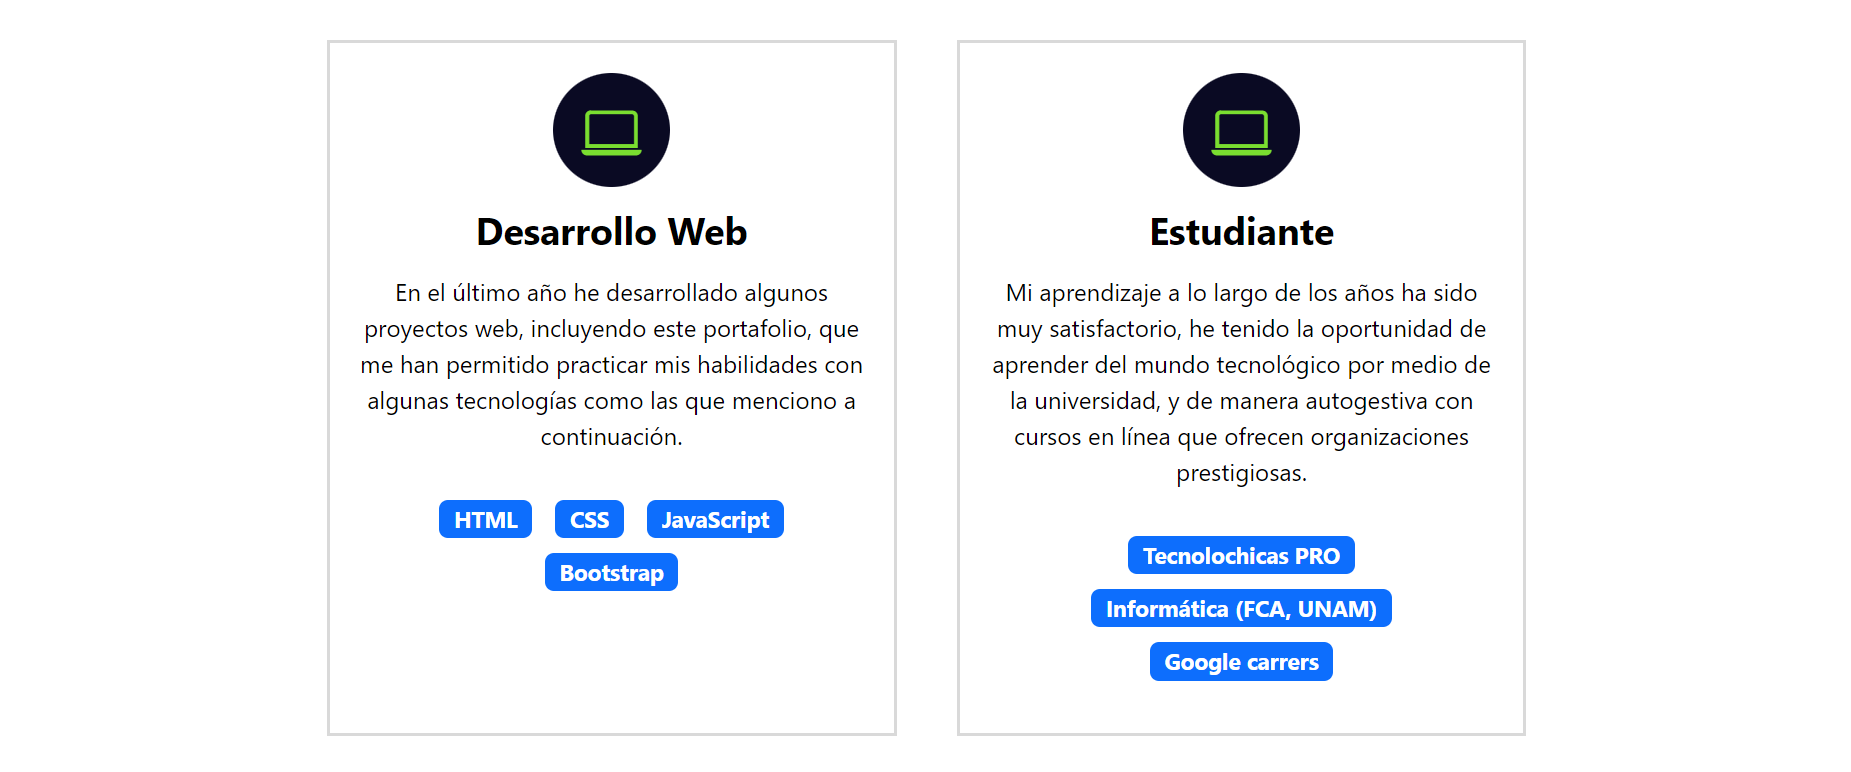 Desarrollo Web
En el último año he desarrollado algunos
proyectos web, incluyendo este portafolio, que
me han permitido practicar mis habilidades con
algunas tecnologías como las que menciono a
continuación.
HTML CSS JavaScript
Bootstrap
Estudiante
Mi aprendizaje a lo largo de los años ha sido
muy satisfactorio, he tenido la oportunidad de
aprender del mundo tecnológico por medio de
la universidad, y de manera autogestiva con
cursos en línea que ofrecen organizaciones
prestigiosas.
Tecnolochicas PRO
Informática (FCA, UNAM)
Google carrers